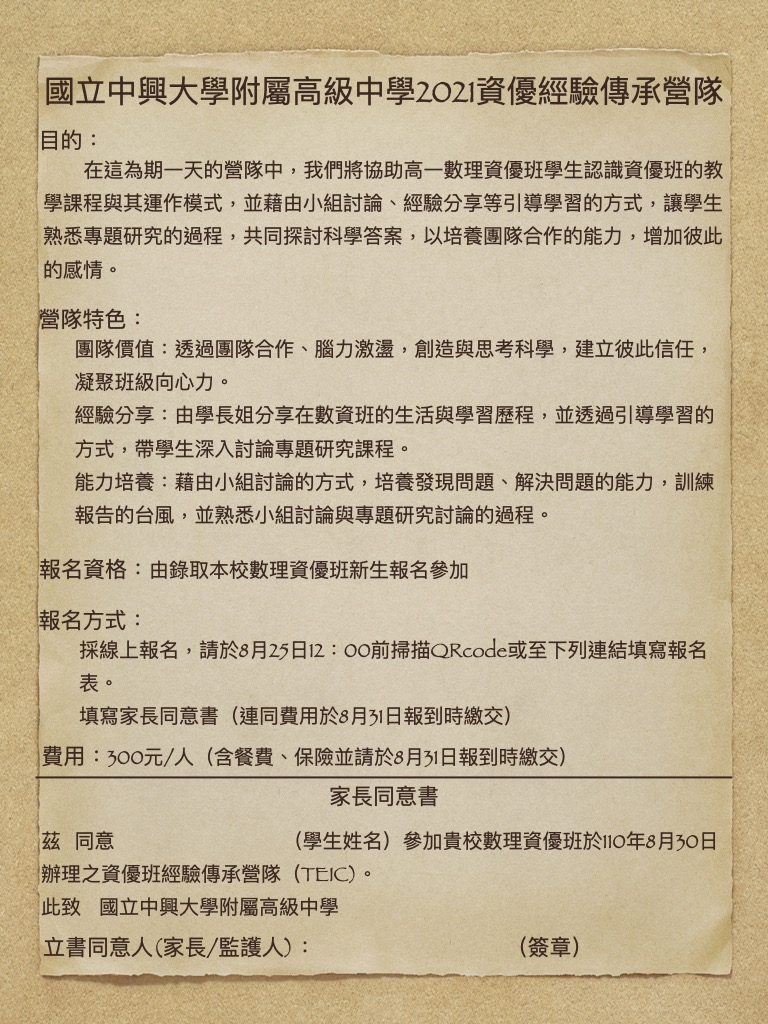 國立中興大學附屬高級中學2021資優經驗傳承營隊
目的：
在這為期一天的營隊中，我們將協助高一數理資優班學生認識資優班的教
學課程與其運作模式，並藉由小組討論、經驗分享等引導學習的方式，讓學生
熟悉專題研究的過程，共同探討科學答案，以培養團隊合作的能力，增加彼此
的感情。
營隊特色：
團隊價值：透過團隊合作、腦力激盪，創造與思考科學，建立彼此信任，
凝聚班級向心力。
經驗分享：由學長姐分享在數資班的生活與學習歷程，並透過引導學習的
方式，帶學生深入討論專題研究課程。
能力培養：藉由小組討論的方式，培養發現問題、解決問題的能力，訓練
報告的台風，並熟悉小組討論與專題研究討論的過程。
報名資格：由錄取本校數理資優班新生報名參加
報名方式：
採線上報名，請於8月25日12：00前掃描QRcode或至下列連結填寫報名
表。
填寫家長同意書（連同費用於8月31日報到時繳交）
費用：300元/人（含餐費、保險並請於8月31日報到時繳交）
家長同意書
茲 同意 （學生姓名）參加貴校數理資優班於110年8月30日
辦理之資優班經驗傳承營隊（TEIC）。
此致 國立中興大學附屬高級中學
立書同意人(家長/監護人)： （簽章）